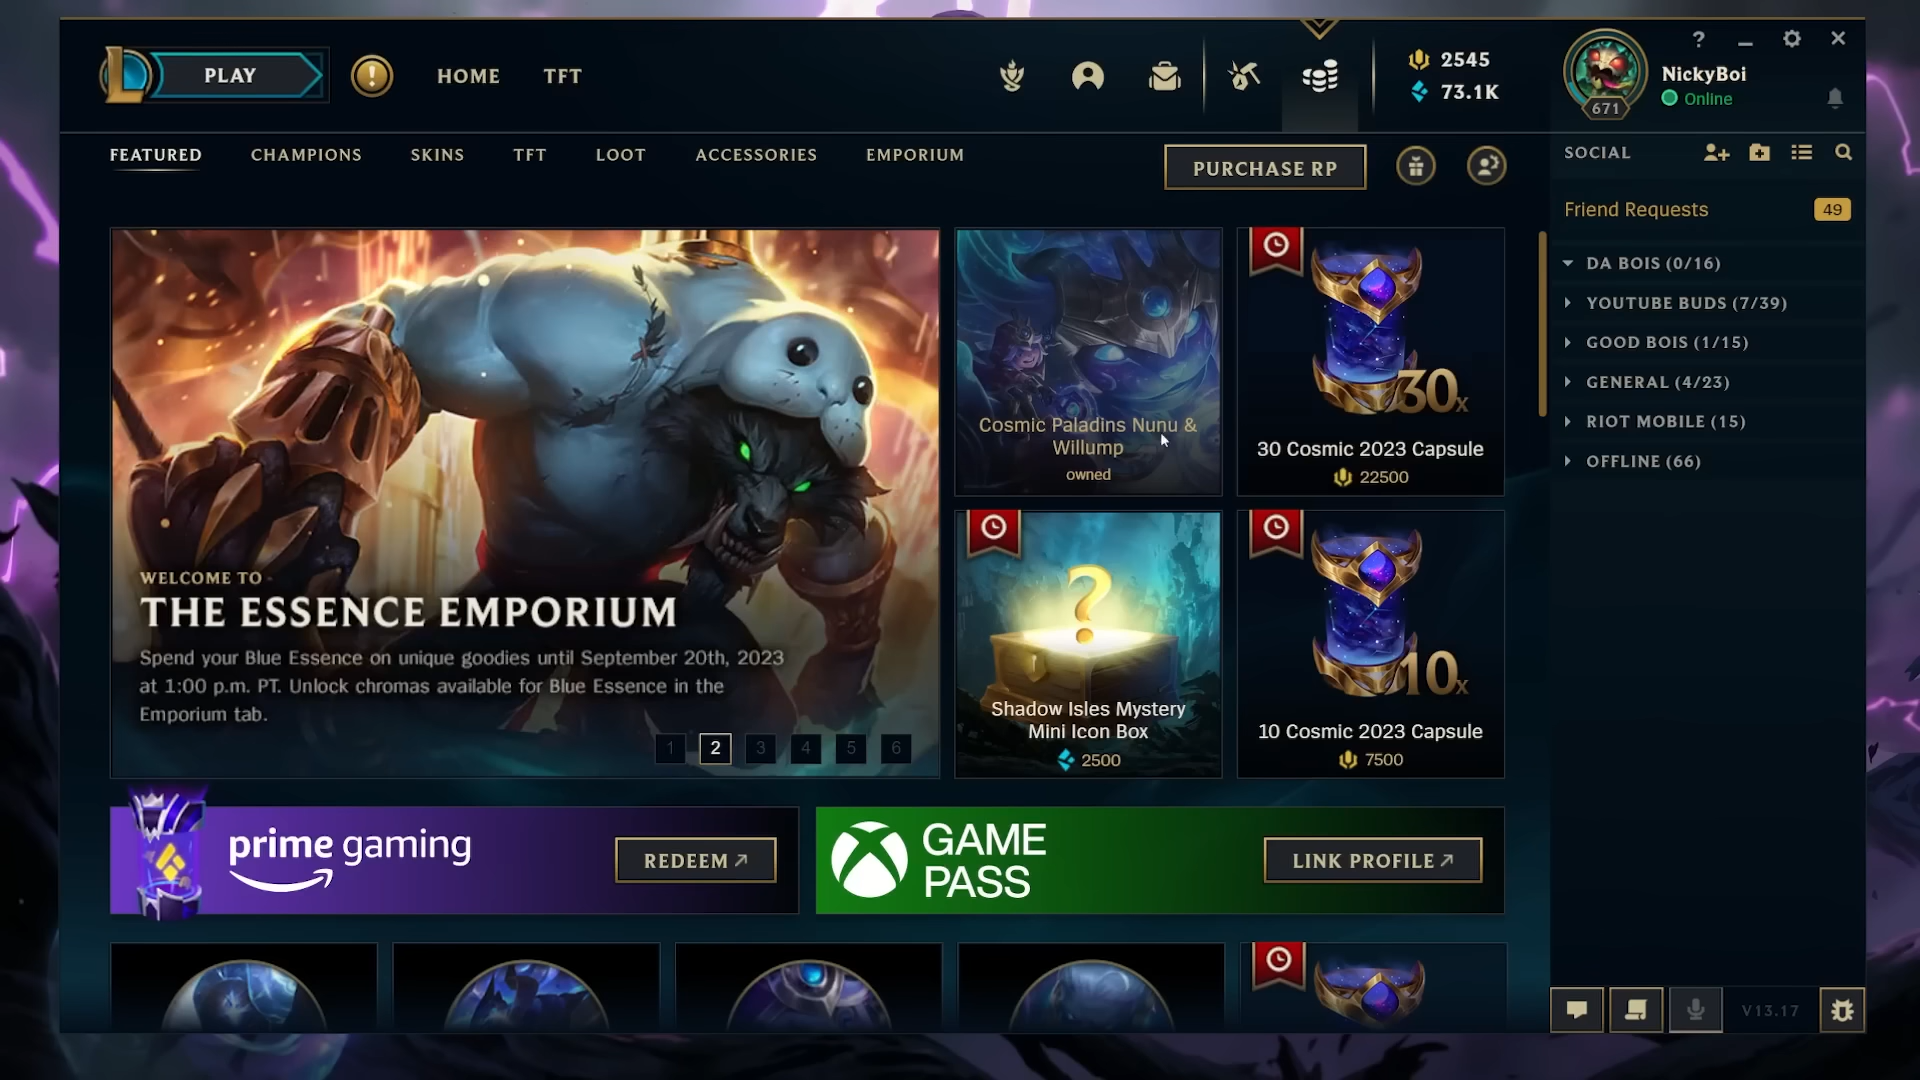 PLAY
HOME
TFT
2545
73.1K
?
671
NickyBoi
Online
FEATURED
CHAMPIONS
SKINS
TFT
LOOT
ACCESSORIES
EMPORIUM
PURCHASE RP
SOCIAL
Friend Requests
49
DA BOIS (0/16)
YOUTUBE BUDS (7/39)
GOOD BOIS (1/15)
GENERAL (4/23)
RIOT MOBILE (15)
OFFLINE (66)
WELCOME TO
THE ESSENCE EMPORIUM
Spend your Blue Essence on unique goodies until September 20th, 2023
at 1:00 p.m. PT. Unlock chromas available for Blue Essence in the
Emporium tab.
1 2 3 4 5 6
Cosmic Paladins Nunu &
Willump
owned
30x
30 Cosmic 2023 Capsule
22500
?
Shadow Isles Mystery
Mini Icon Box
2500
10x
10 Cosmic 2023 Capsule
7500
prime gaming
REDEEM
GAME
PASS
LINK PROFILE
V13.17